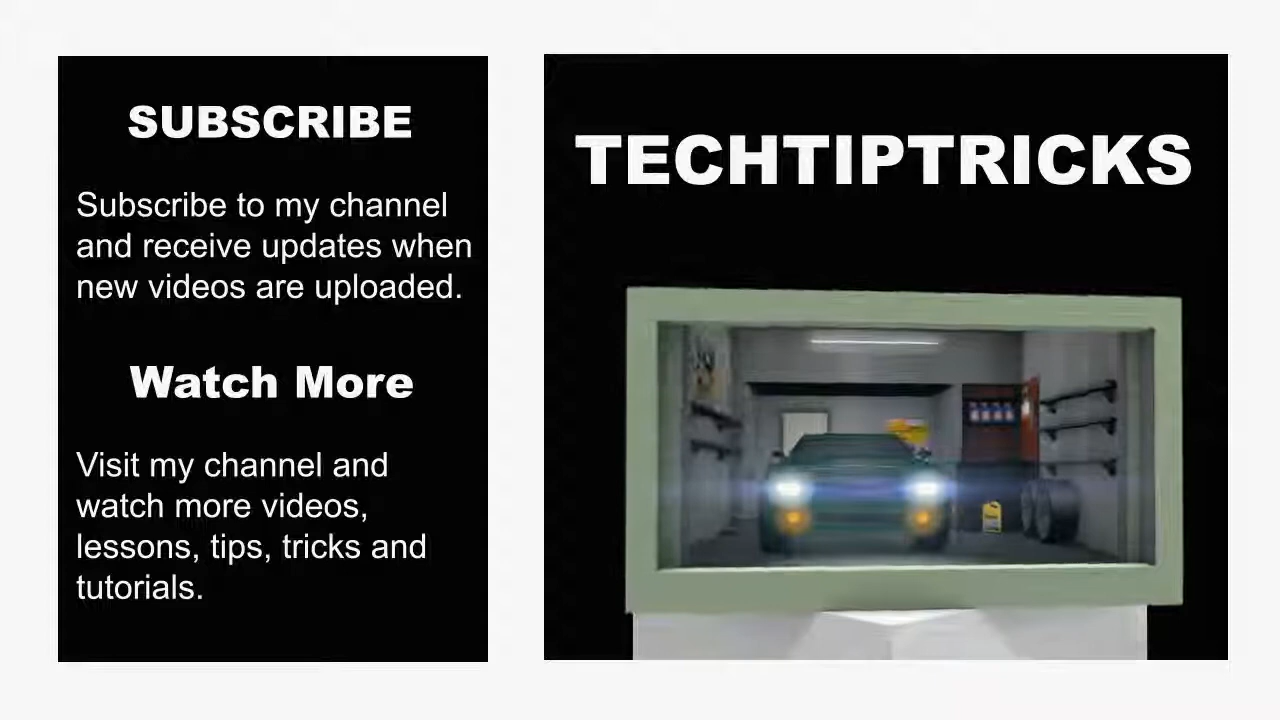 SUBSCRIBE
Subscribe to my channel
and receive updates when
new videos are uploaded.
Watch More
Visit my channel and
watch more videos,
lessons, tips, tricks and
tutorials.
TECHTIPTRICKS